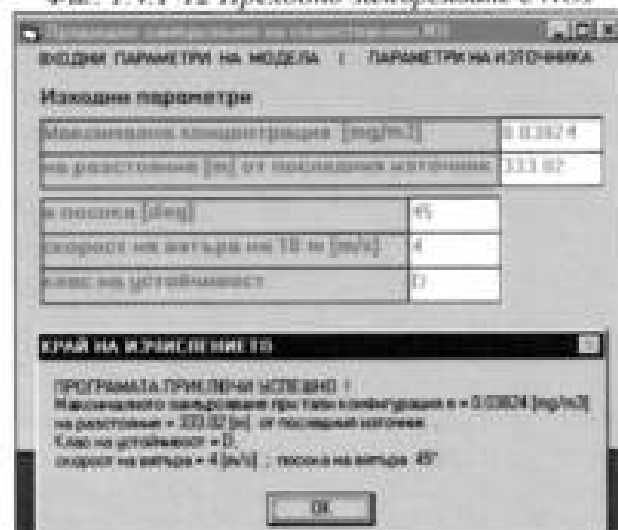 ВХОДНИ ПАРАМЕТРИ НА МОДЕЛА | ПАРАМЕТРИ НА ИЗТОЧНИКА
Изходни параметри
Максимална концентрация [mg/m3] 0.03824
на разстояние [m] от последния източник 333.02
в посока [deg] 45
скорост на вятъра на 10 m [m/s] 4
клас на устойчивост D
КРАЙ НА ИЗЧИСЛЕНИЕТО
ПРОГРАМАТА ПРИКЛЮЧИ УСПЕШНО !
Максималното замърсяване при тази конфигурация е = 0.03824 [mg/m3]
на разстояние = 333.02 [m] от последния източник.
Клас на устойчивост = D.
скорост на вятъра = 4 [m/s] ; посока на вятъра 45°
OK